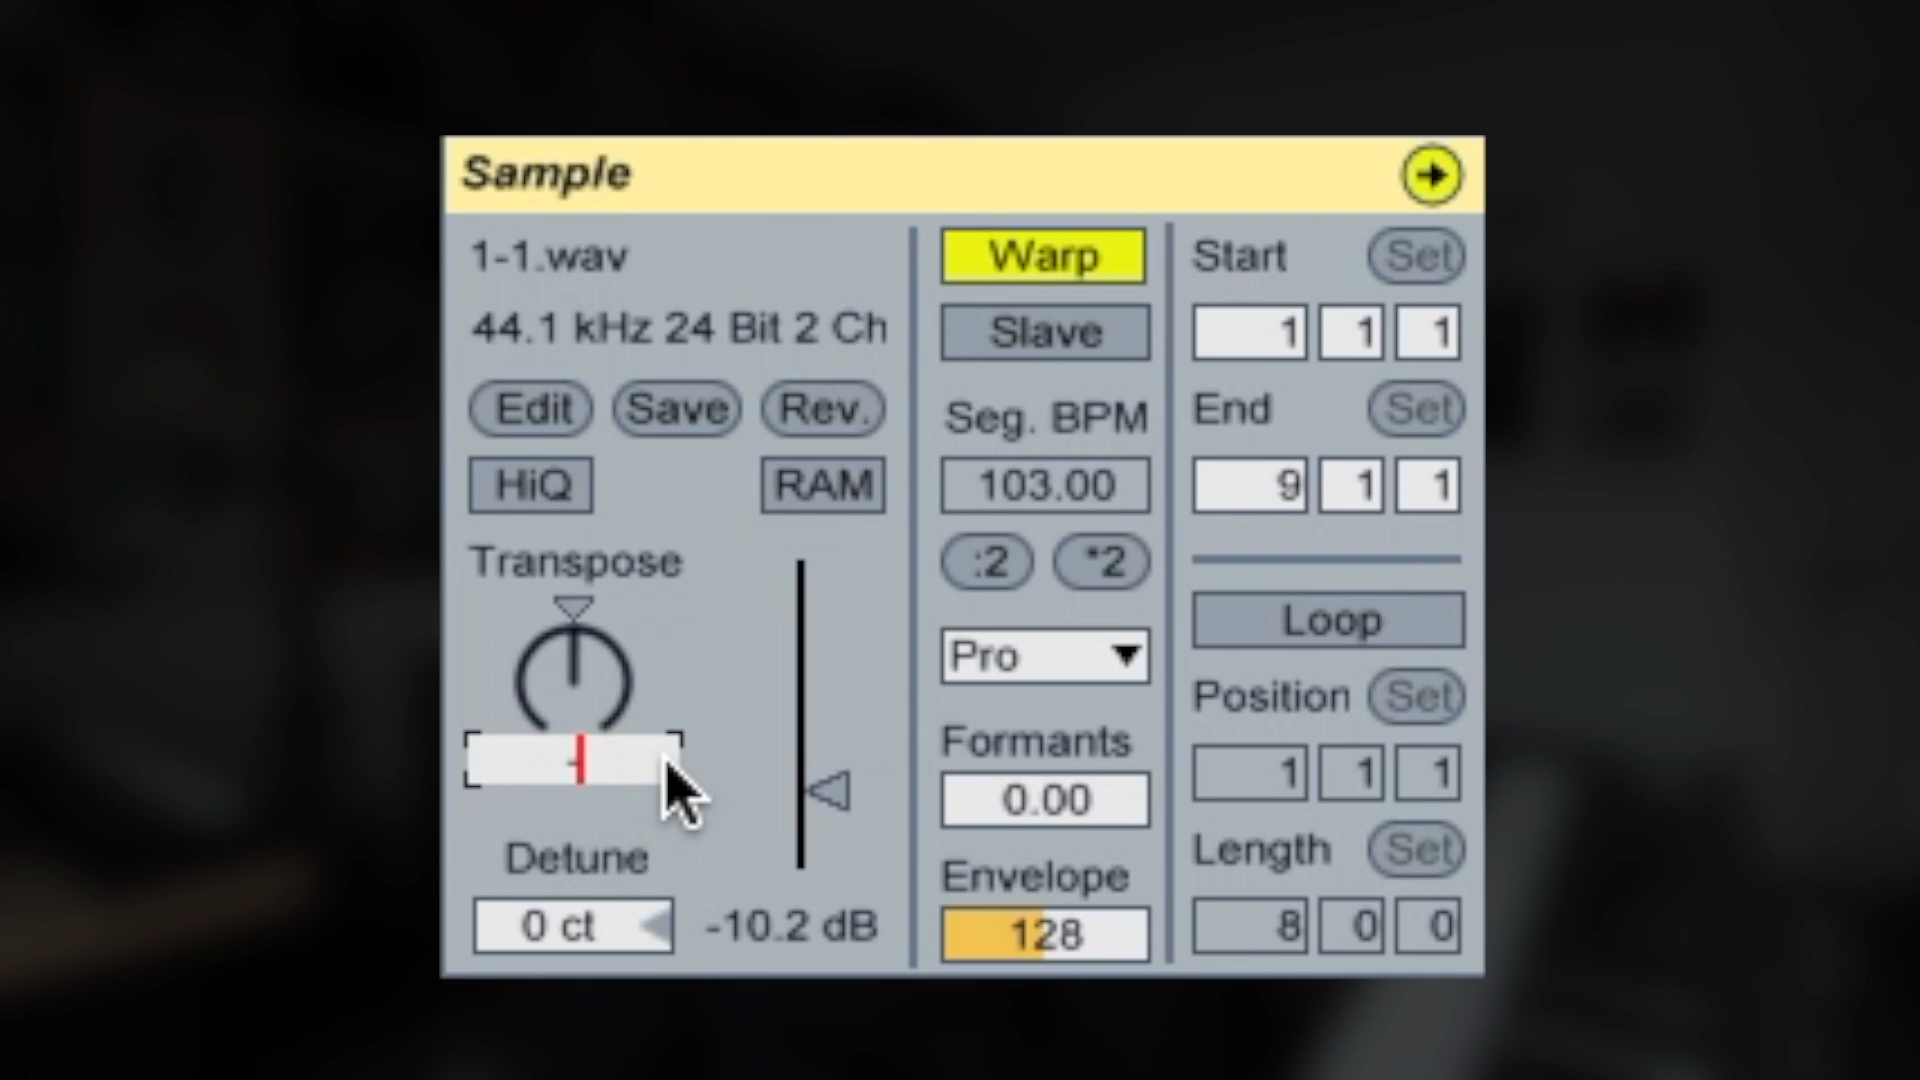 Sample
1-1.wav
44.1 kHz 24 Bit 2 Ch
Edit Save Rev.
HiQ RAM
Transpose
-
Detune
0 ct -10.2 dB
Warp
Slave
Seg. BPM
103.00
:2 *2
Pro
Formants
0.00
Envelope
128
Start Set
1 1 1
End Set
9 1 1
Loop
Position Set
1 1 1
Length Set
8 0 0